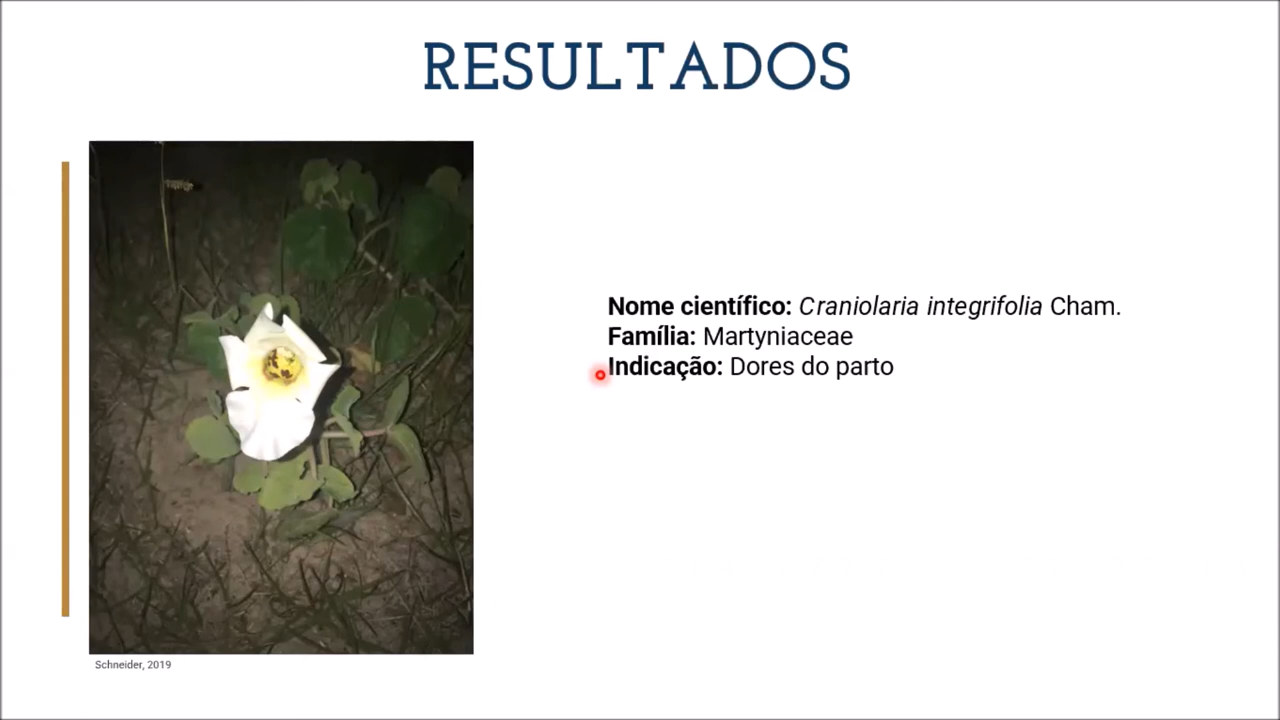 RESULTADOS
Nome científico: Craniolaria integrifolia Cham.
Família: Martyniaceae
Indicação: Dores do parto
Schneider, 2019